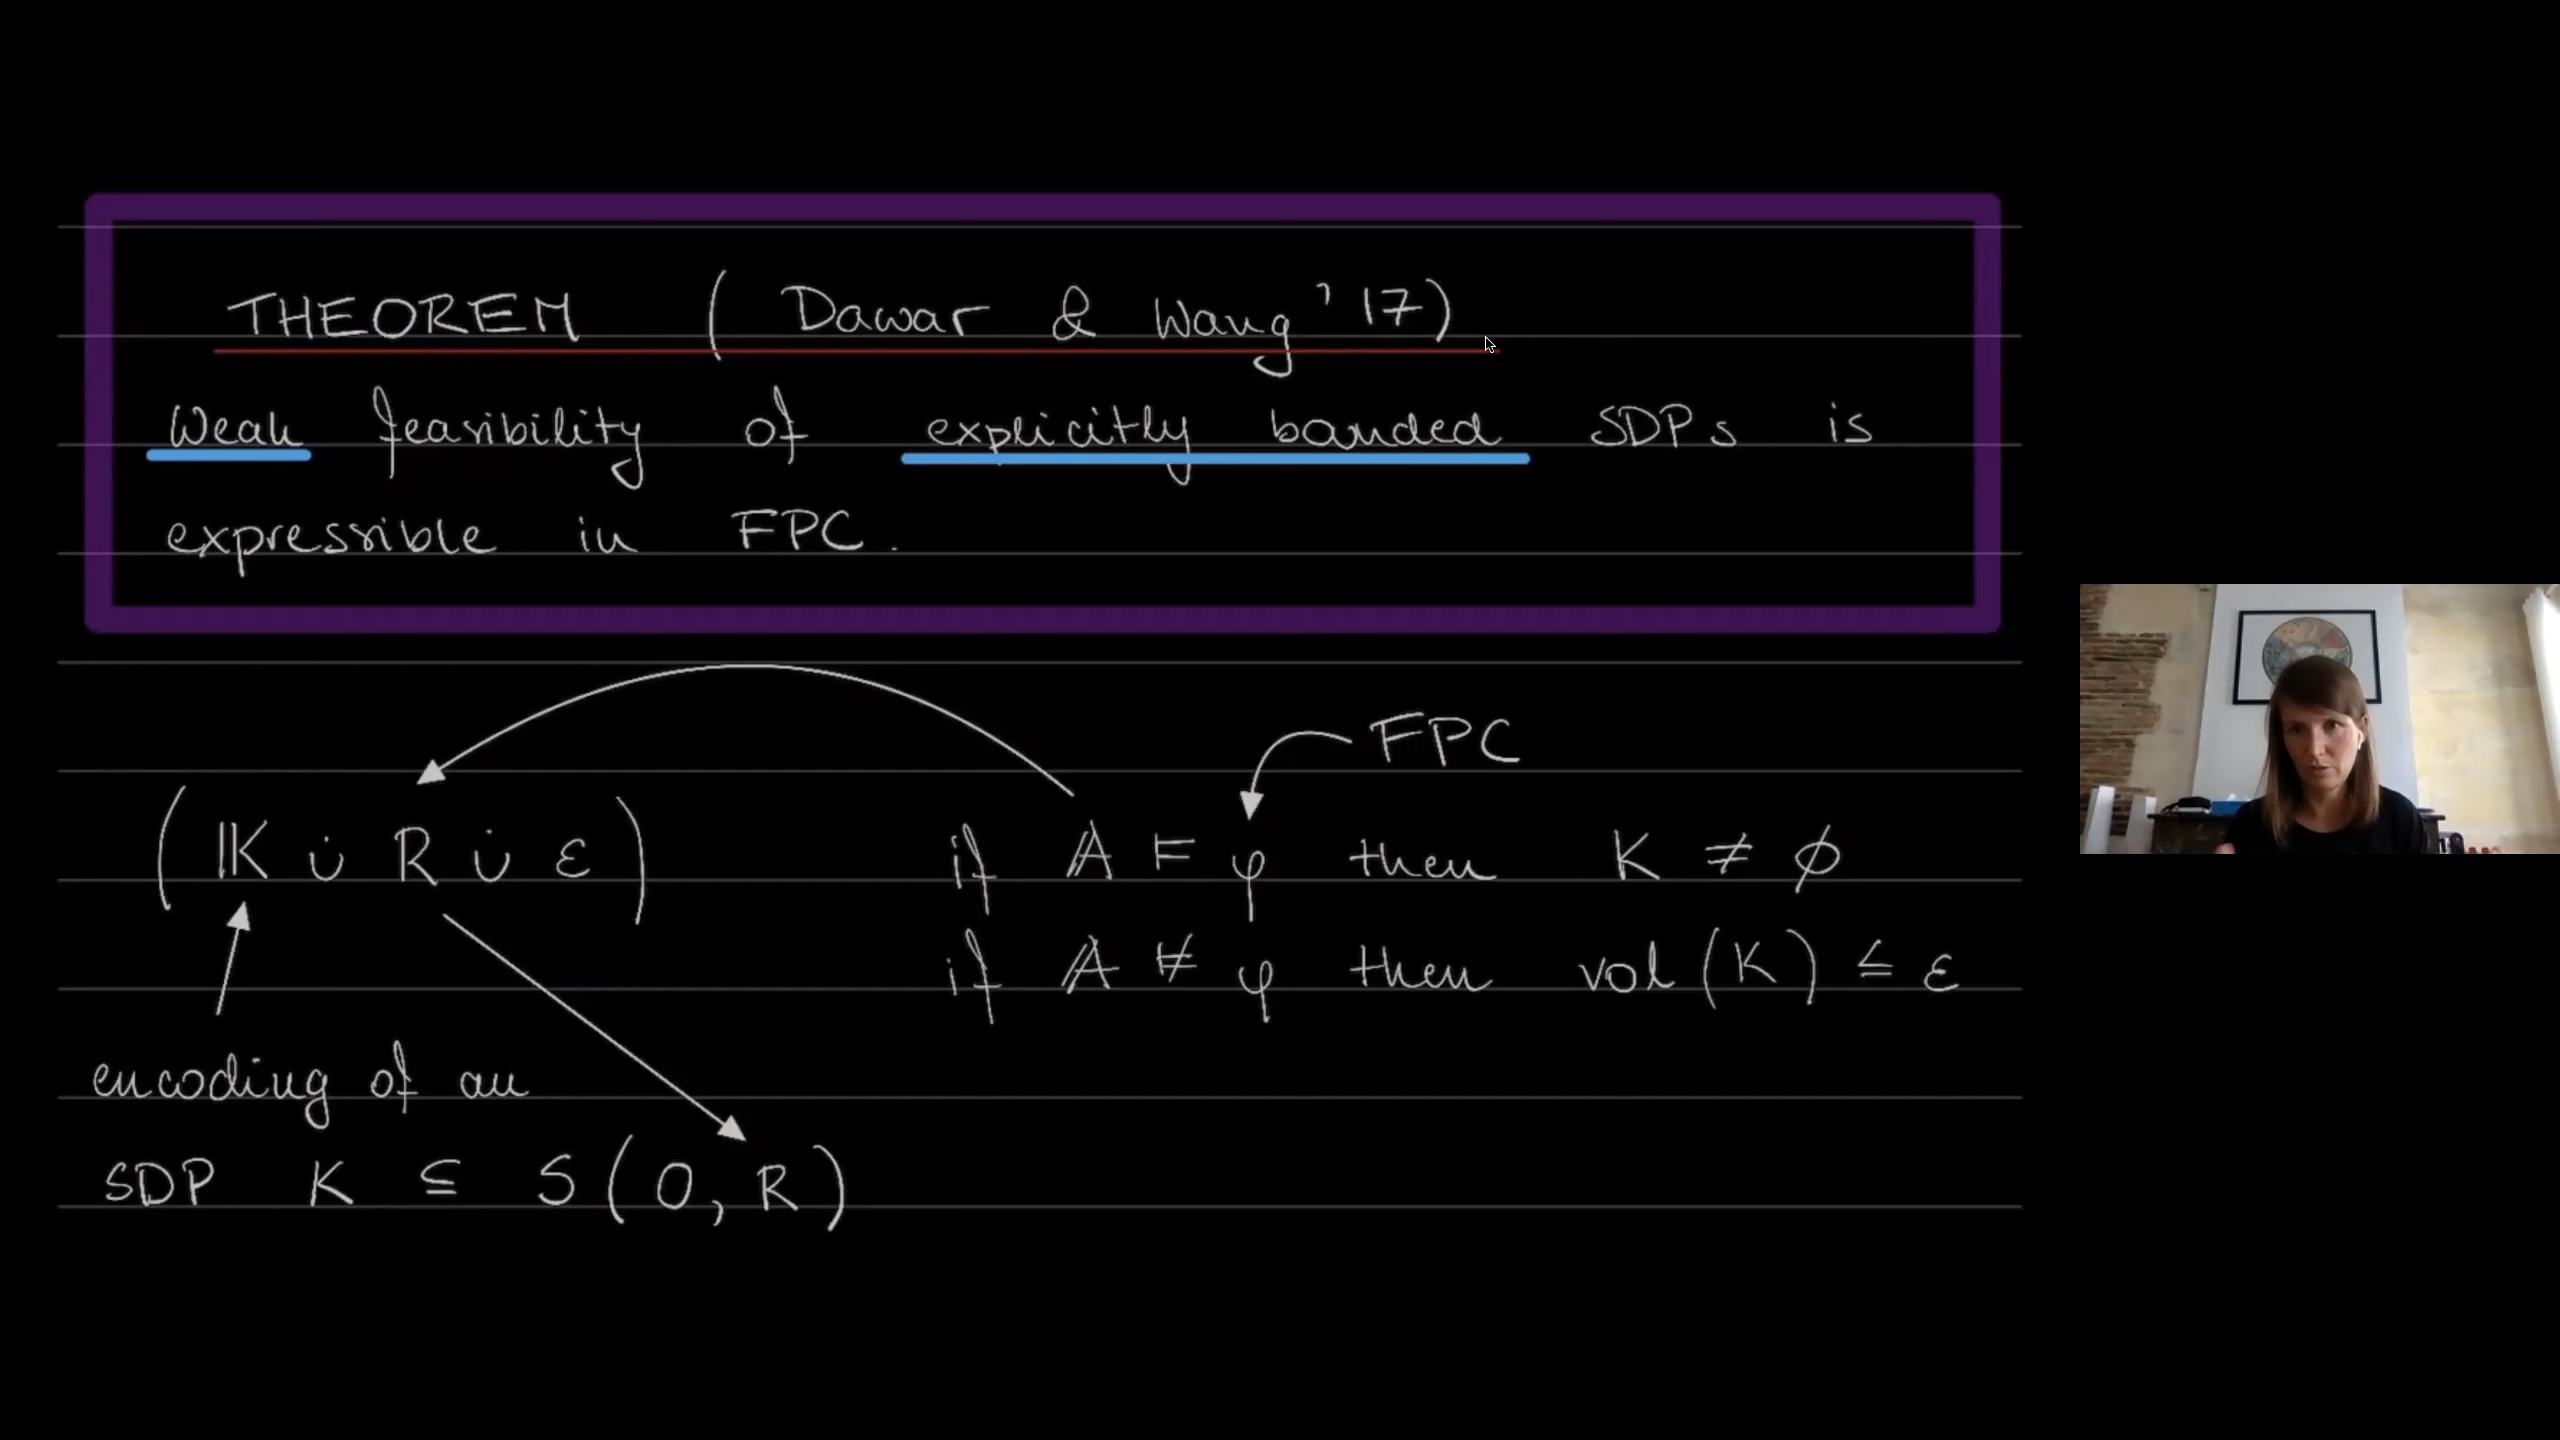 THEOREM ( Dawar & Wang '17)
Weak feasibility of explicitly bounded SDPs is
expressible in FPC.
FPC
( 𝕂 ∪̇ R ∪̇ ε ) if 𝔸 ⊨ φ then K ≠ ∅
if 𝔸 ⊭ φ then vol (K) ≤ ε
encoding of an
SDP K ⊆ S(0, R)